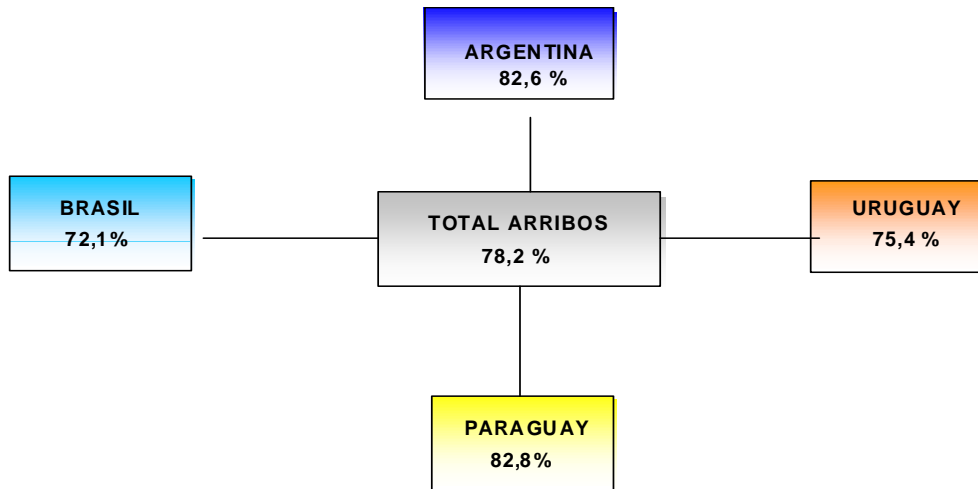 ARGENTINA
82,6 %
BRASIL
72,1%
TOTAL ARRIBOS
78,2 %
URUGUAY
75,4 %
PARAGUAY
82,8%